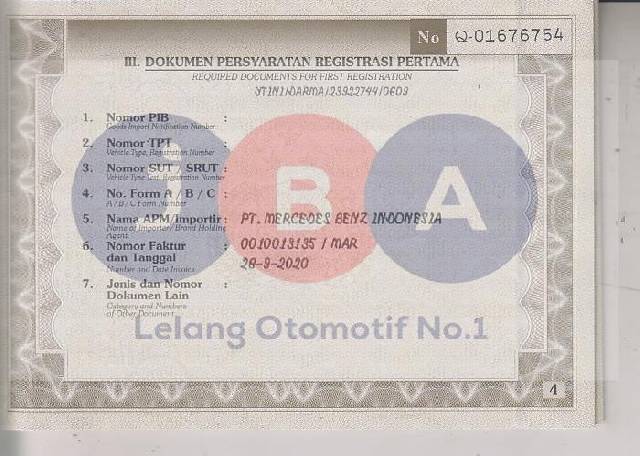 No Q-01676754
III. DOKUMEN PERSYARATAN REGISTRASI PERTAMA
REQUIRED DOCUMENTS FOR FIRST REGISTRATION
1. Nomor PIB :
Goods Import Notification Number
2. Nomor TPT :
Vehicle Type, Registration Number
3. Nomor SUT / SRUT :
Vehicle Type Test, Registration Number
4. No. Form A / B / C :
A / B / C Form Number
5. Nama APM/Importir : PT. MERCEDES BENZ INDONESIA
Name of Importer/ Brand Holding
Agent
6. Nomor Faktur : 0010013135 / MAR
dan Tanggal 28-9-2020
Number and Date Invoice
7. Jenis dan Nomor :
Dokumen Lain
Category and Numbers
of Other Document
i B A
Lelang Otomotif No.1
4